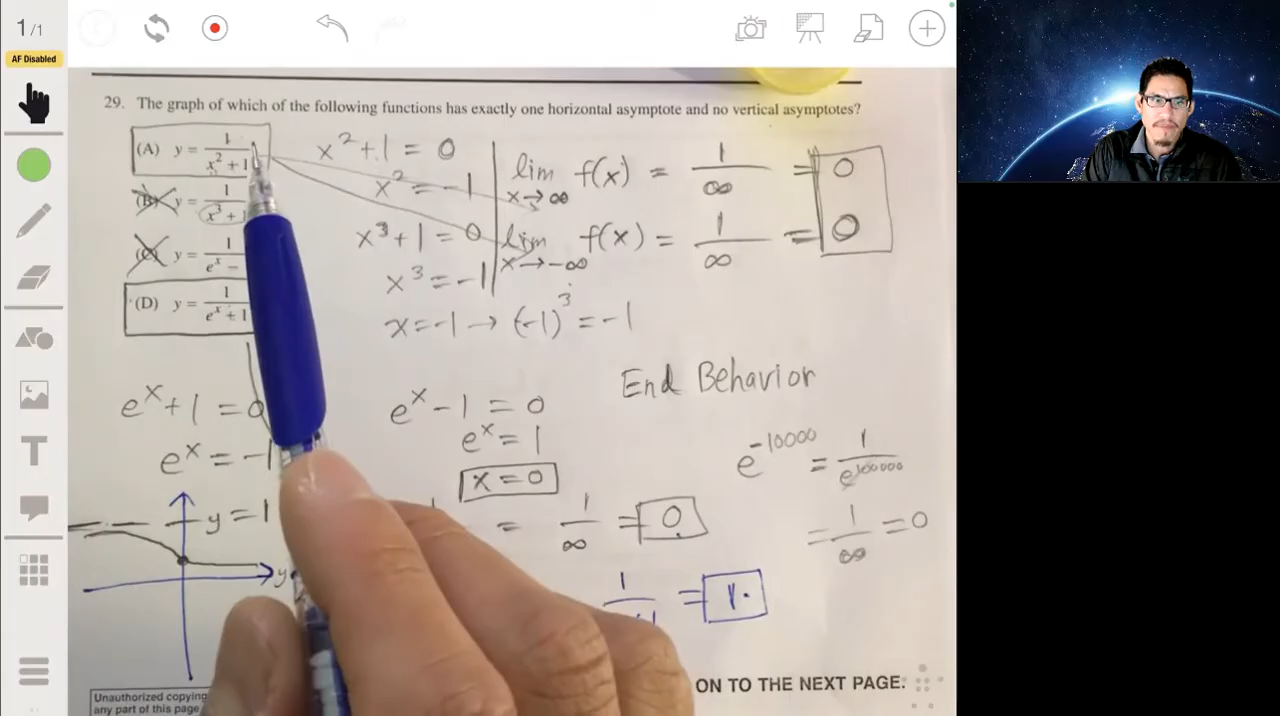 1/1
AF Disabled
29. The graph of which of the following functions has exactly one horizontal asymptote and no vertical asymptotes?
(A) y = 1/(x² + 1)
(B) y = 1/(x³ +
(C) y = 1/(eˣ −
(D) y = 1/(eˣ + 1
x² + 1 = 0
x² = -1
x³ + 1 = 0
x³ = -1
x = -1 → (-1)³ = -1
lim x→∞ f(x) = 1/∞ = 0
lim x→-∞ f(x) = 1/∞ = 0
End Behavior
eˣ + 1 = 0
eˣ = -1
eˣ - 1 = 0
eˣ = 1
x = 0
e^-10000 = 1/e^100000
= 1/∞ = 0
y = 1
y
= 1/∞ = 0
= 1.
Unauthorized copying
any part of this page
ON TO THE NEXT PAGE.
T